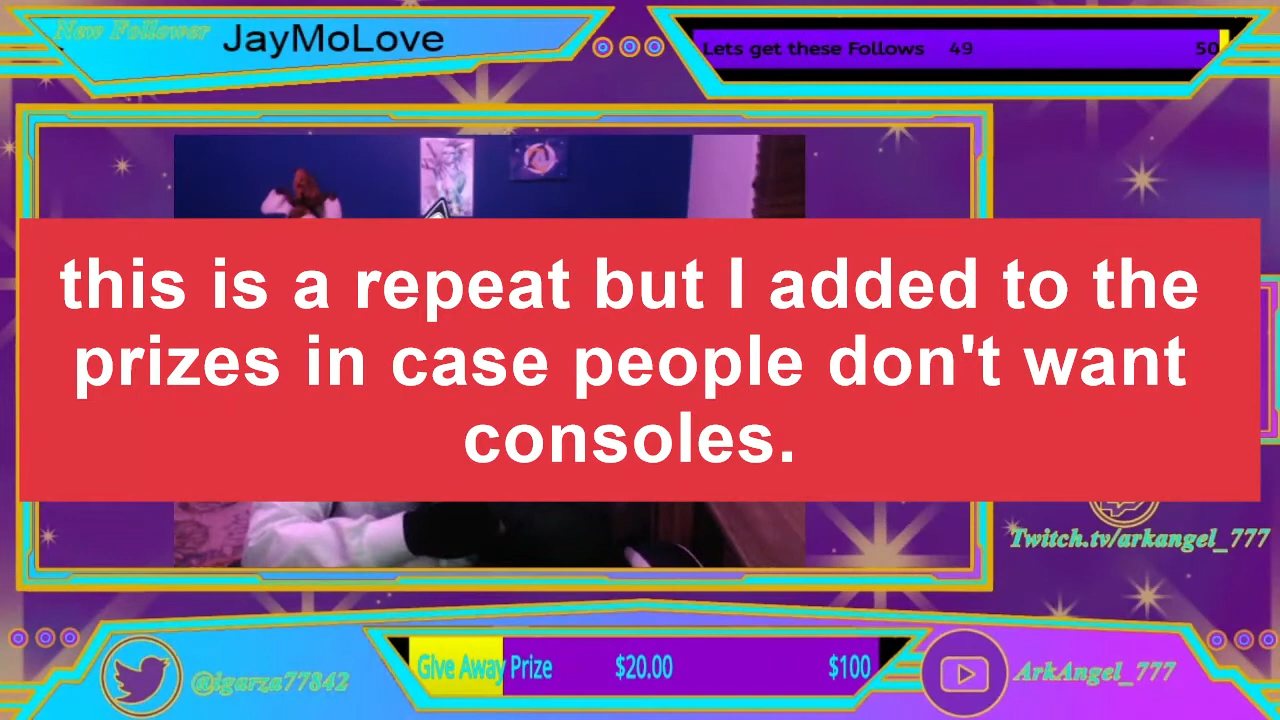 New Follower
JayMoLove
Lets get these Follows 49 50
this is a repeat but I added to the
prizes in case people don't want
consoles.
Twitch.tv/arkangel_777
@igarza77842
Give Away Prize $20.00 $100
ArkAngel_777